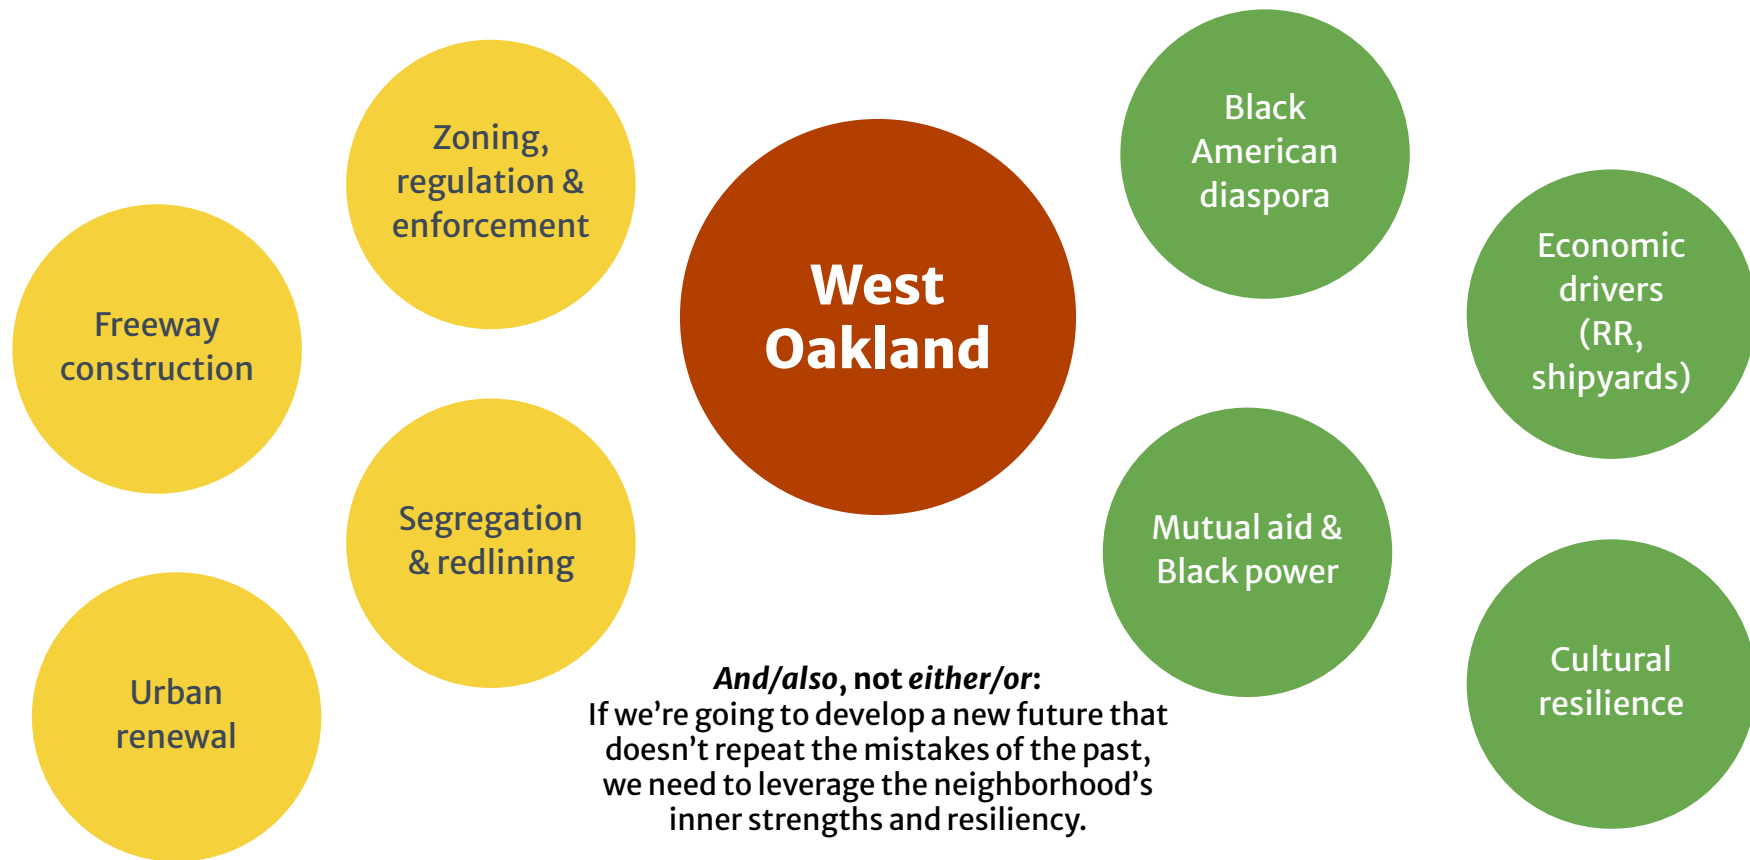 Zoning,
regulation &
enforcement
Freeway
construction
Segregation
& redlining
Urban
renewal
West
Oakland
Black
American
diaspora
Economic
drivers
(RR,
shipyards)
Mutual aid &
Black power
Cultural
resilience
And/also, not either/or:
If we’re going to develop a new future that
doesn’t repeat the mistakes of the past,
we need to leverage the neighborhood’s
inner strengths and resiliency.